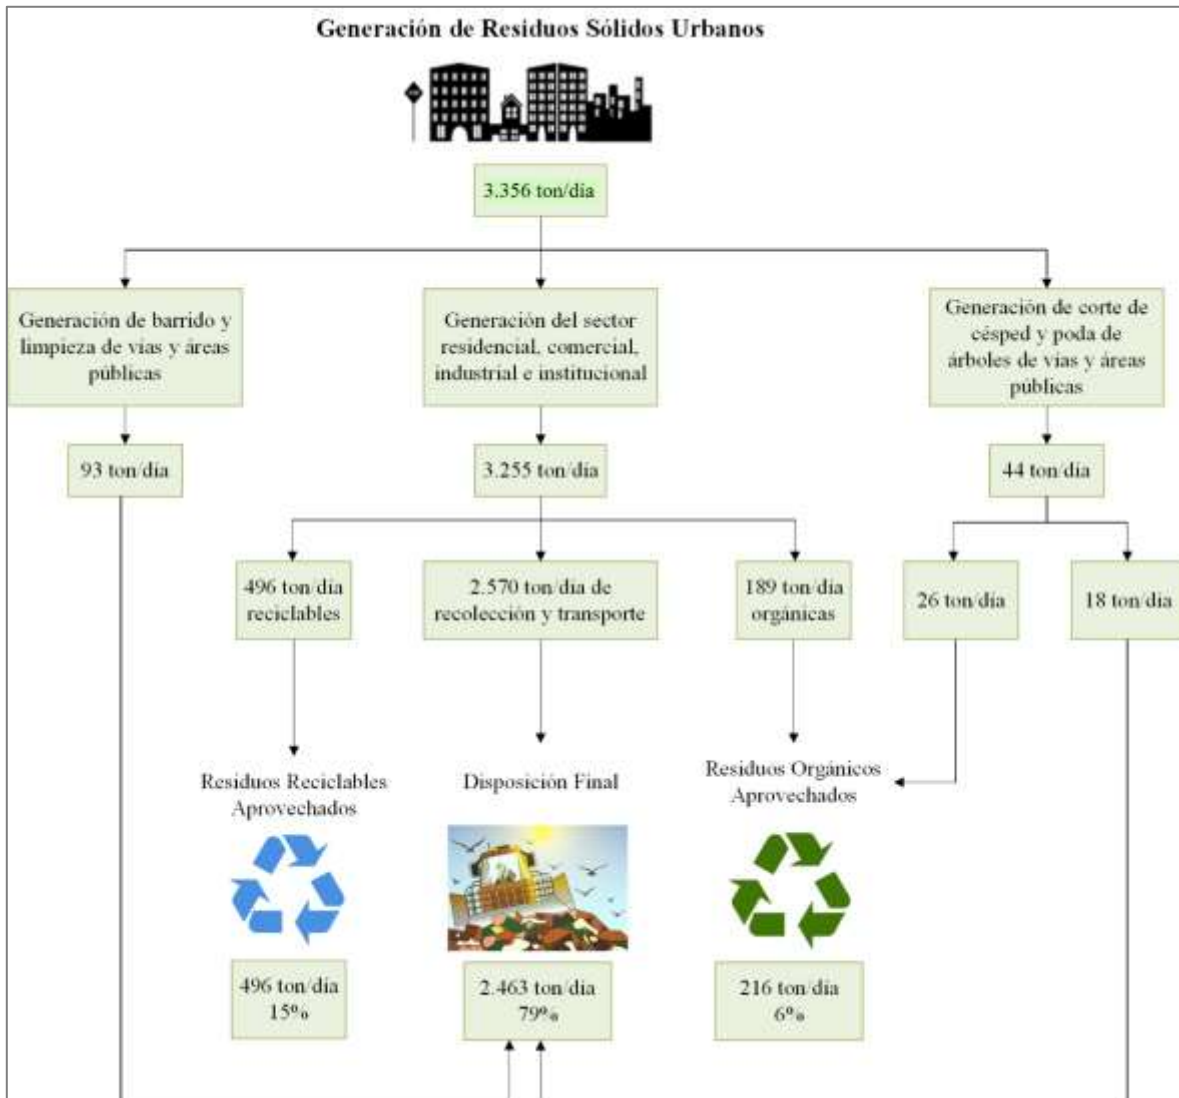 Generación de Residuos Sólidos Urbanos
3.356 ton/día
Generación de barrido y
limpieza de vías y áreas
públicas
Generación del sector
residencial, comercial,
industrial e institucional
Generación de corte de
césped y poda de
árboles de vías y áreas
públicas
93 ton/día
3.255 ton/día
44 ton/día
496 ton/día
reciclables
2.570 ton/día de
recolección y transporte
189 ton/día
orgánicas
26 ton/día
18 ton/día
Residuos Reciclables
Aprovechados
Disposición Final
Residuos Orgánicos
Aprovechados
496 ton/día
15%
2.463 ton/día
79%
216 ton/día
6%